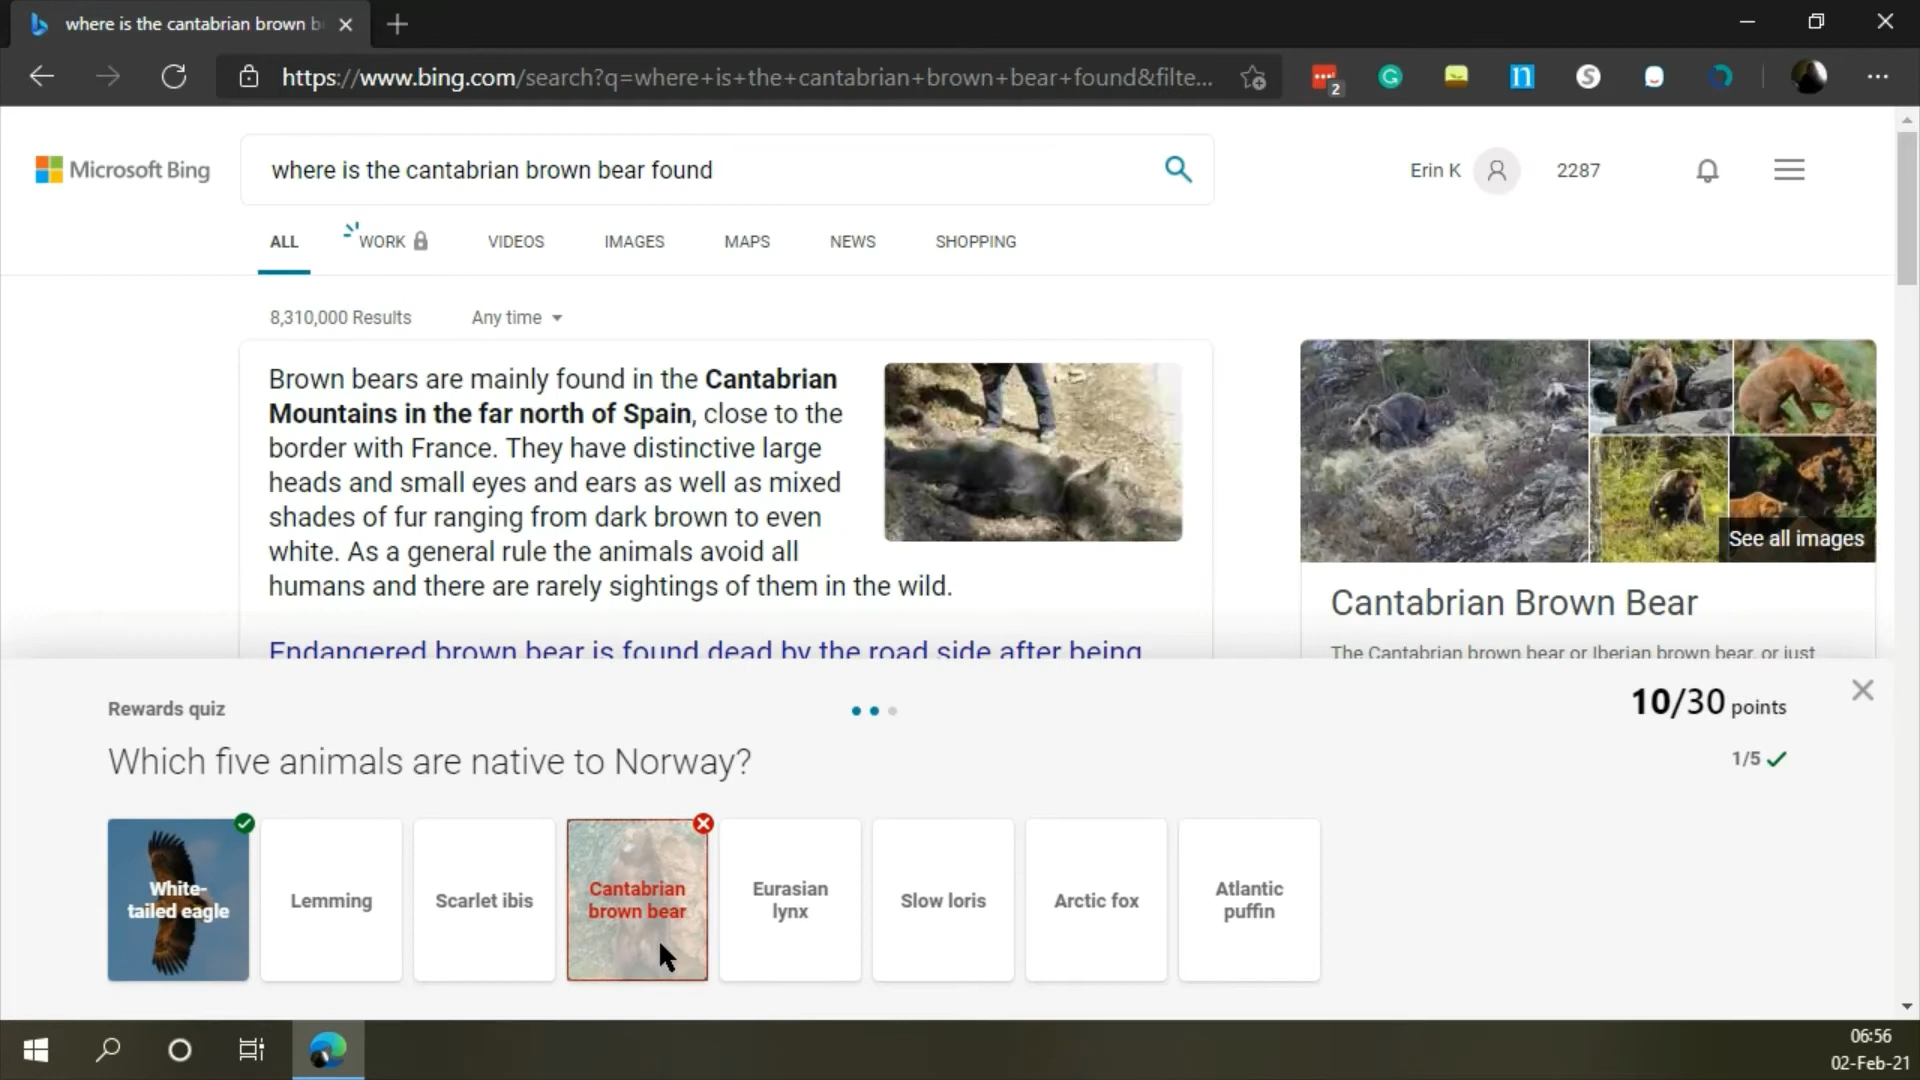 where is the cantabrian brown b
https://www.bing.com/search?q=where+is+the+cantabrian+brown+bear+found&filte...
2
Microsoft Bing
where is the cantabrian brown bear found
Erin K
2287
ALL
WORK
VIDEOS
IMAGES
MAPS
NEWS
SHOPPING
8,310,000 Results
Any time
Brown bears are mainly found in the Cantabrian
Mountains in the far north of Spain, close to the
border with France. They have distinctive large
heads and small eyes and ears as well as mixed
shades of fur ranging from dark brown to even
white. As a general rule the animals avoid all
humans and there are rarely sightings of them in the wild.
Endangered brown bear is found dead by the road side after being
See all images
Cantabrian Brown Bear
The Cantabrian brown bear or Iberian brown bear, or just
Rewards quiz
10/30 points
Which five animals are native to Norway?
1/5
White-
tailed eagle
Lemming
Scarlet ibis
Cantabrian
brown bear
Eurasian
lynx
Slow loris
Arctic fox
Atlantic
puffin
06:56
02-Feb-21